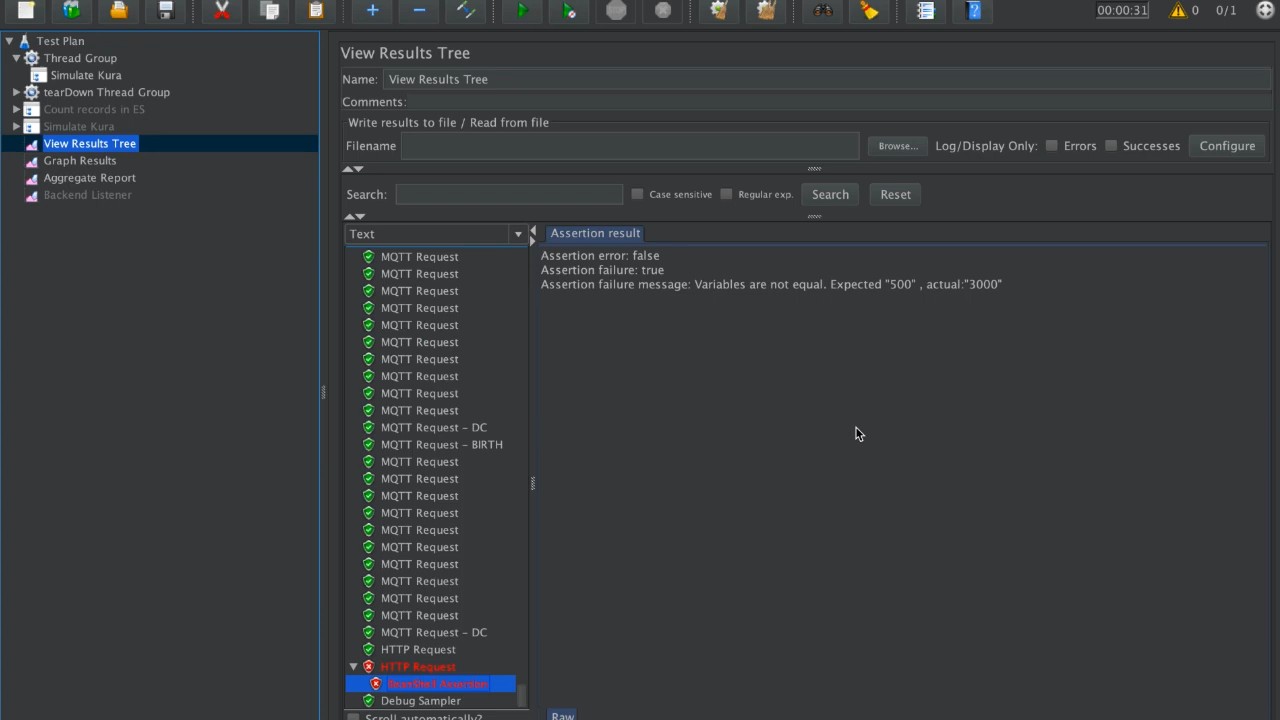 00:00:31
0
0/1
Test Plan
Thread Group
Simulate Kura
tearDown Thread Group
Count records in ES
Simulate Kura
View Results Tree
Graph Results
Aggregate Report
Backend Listener
View Results Tree
Name: View Results Tree
Comments:
Write results to file / Read from file
Filename Browse... Log/Display Only: Errors Successes Configure
Search: Case sensitive Regular exp. Search Reset
Text
MQTT Request
MQTT Request
MQTT Request
MQTT Request
MQTT Request
MQTT Request
MQTT Request
MQTT Request
MQTT Request
MQTT Request
MQTT Request - DC
MQTT Request - BIRTH
MQTT Request
MQTT Request
MQTT Request
MQTT Request
MQTT Request
MQTT Request
MQTT Request
MQTT Request
MQTT Request
MQTT Request
MQTT Request - DC
HTTP Request
HTTP Request
BeanShell Assertion
Debug Sampler
Scroll automatically?
Assertion result
Assertion error: false
Assertion failure: true
Assertion failure message: Variables are not equal. Expected "500" , actual:"3000"
Raw